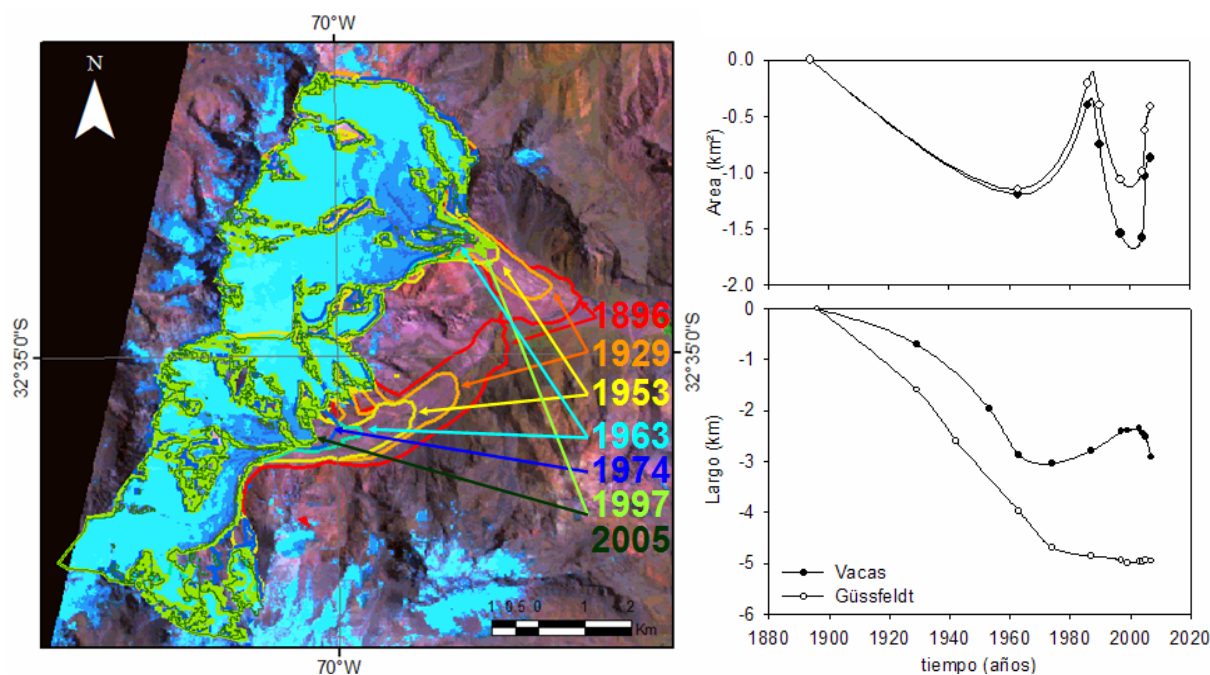 70°W
N
32°35'0"S
32°35'0"S
1896
1929
1953
1963
1974
1997
2005
1 0.5 0 1 2
Km
70°W
0.0
-0.5
-1.0
-1.5
-2.0
Area (km²)
0
-1
-2
-3
-4
-5
-6
Largo (km)
Vacas
Güssfeldt
1880 1900 1920 1940 1960 1980 2000 2020
tiempo (años)